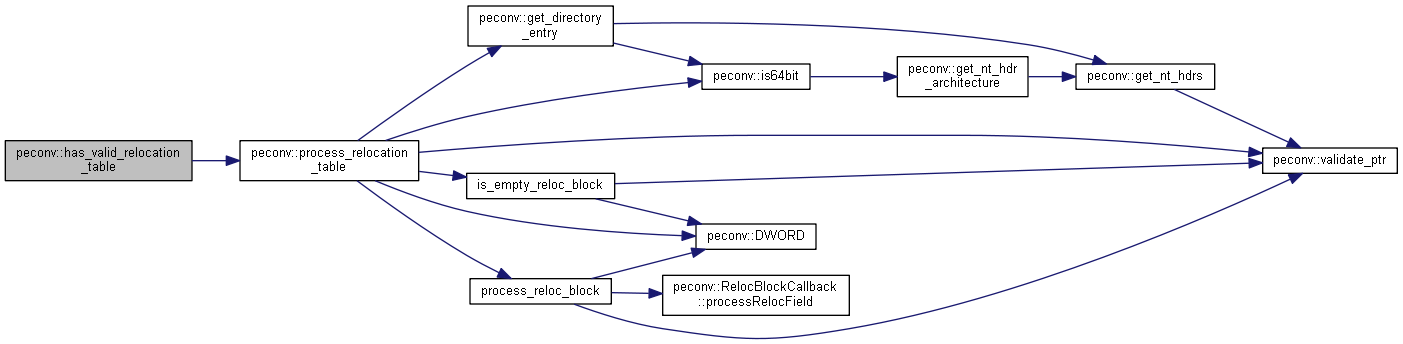 peconv::has_valid_relocation
_table
peconv::process_relocation
_table
peconv::get_directory
_entry
peconv::is64bit
peconv::get_nt_hdr
_architecture
peconv::get_nt_hdrs
peconv::validate_ptr
is_empty_reloc_block
peconv::DWORD
process_reloc_block
peconv::RelocBlockCallback
::processRelocField